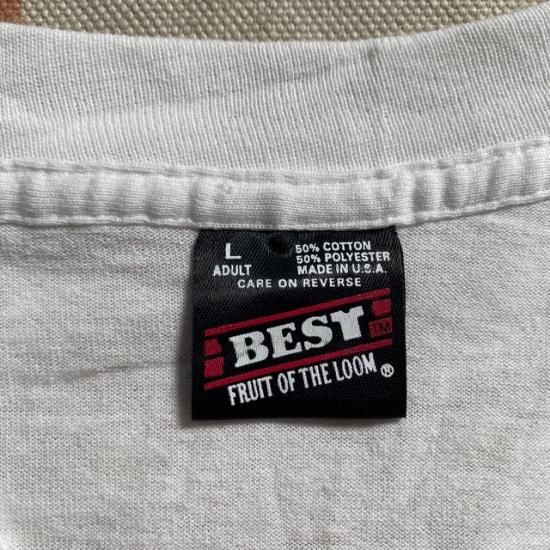 L
ADULT
50% COTTON
50% POLYESTER
MADE IN U.S.A.
CARE ON REVERSE
BEST TM
FRUIT OF THE LOOM ®